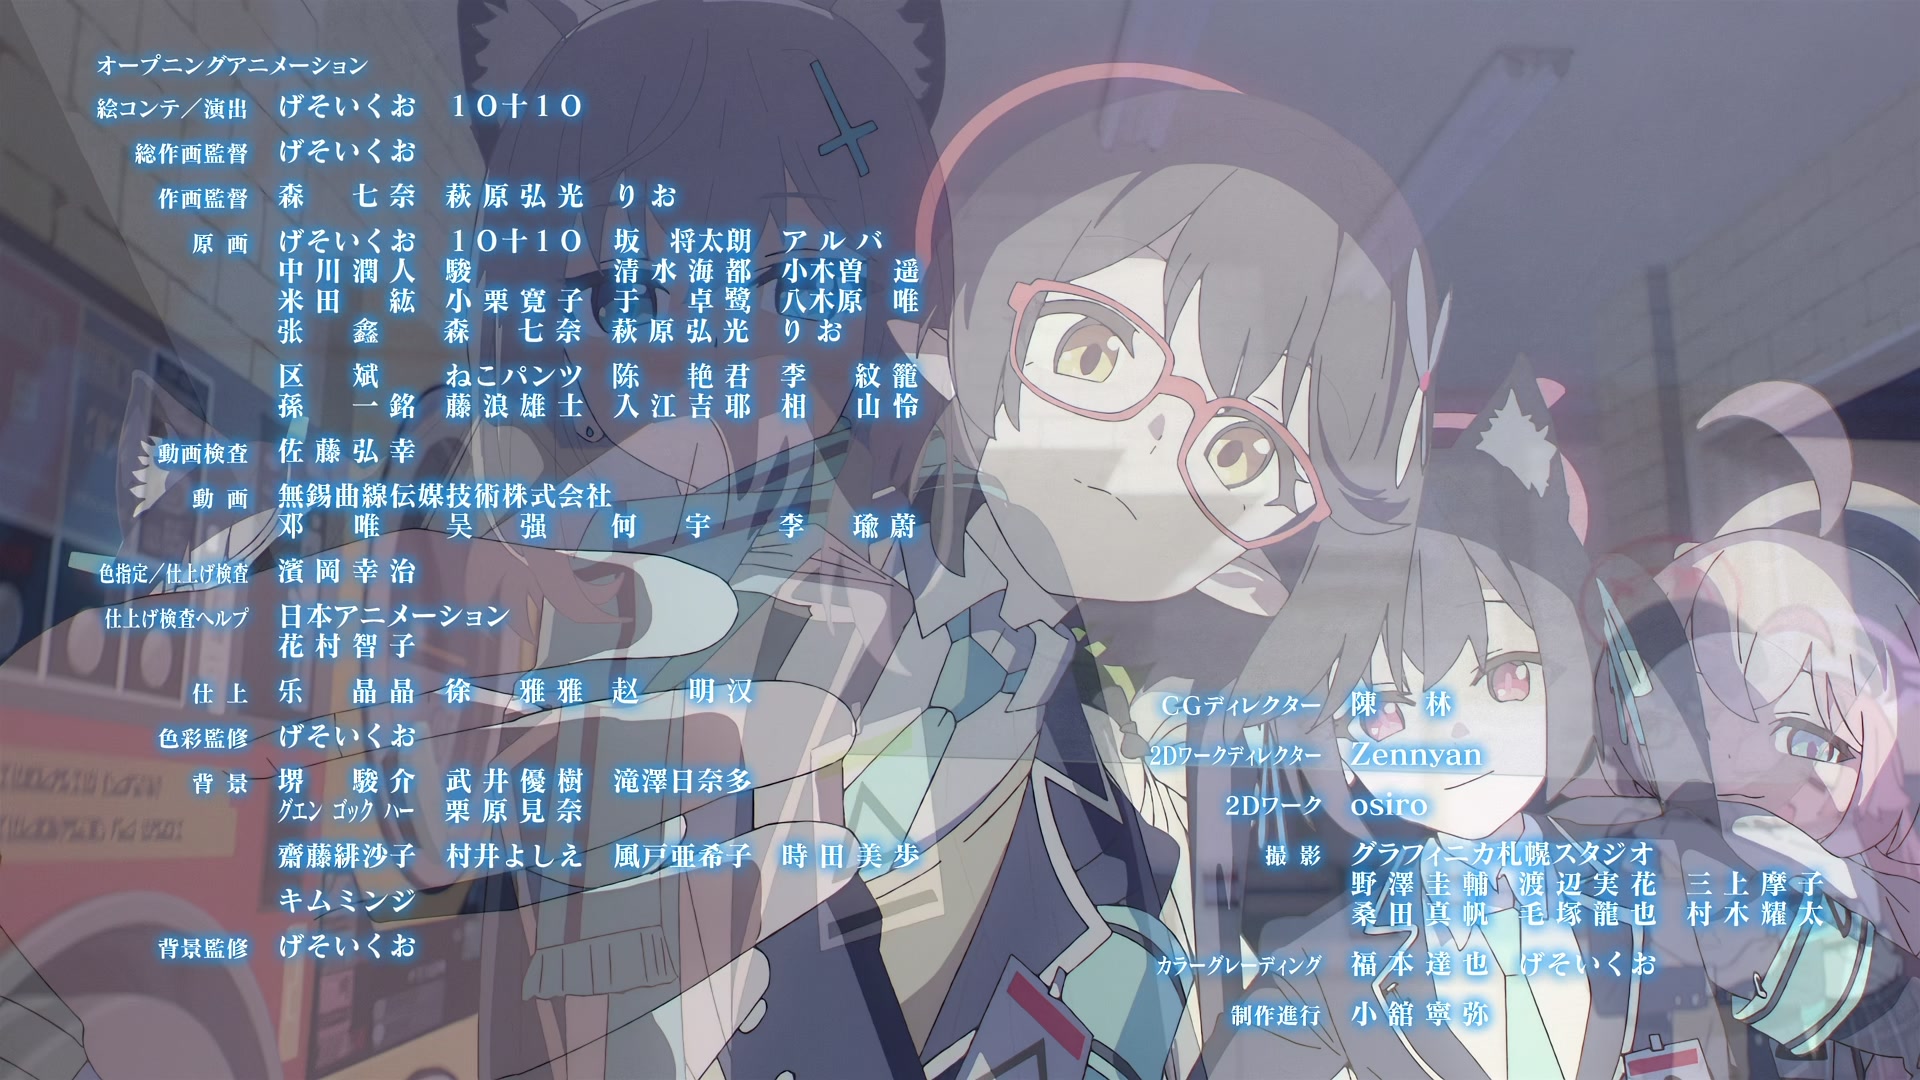 オープニングアニメーション
絵コンテ／演出 げそいくお 10十10
総作画監督 げそいくお
作画監督 森 七奈 萩原弘光 りお
原画 げそいくお 10十10 坂 将太朗 アルバ
中川潤人 駿 清水海都 小木曽 遥
米田 紘 小栗寛子 于 卓鹭 八木原 唯
张 鑫 森 七奈 萩原弘光 りお
区 斌 ねこパンツ 陈 艳君 李 紋籠
孫 一銘 藤浪雄士 入江吉耶 相 山怜
動画検査 佐藤弘幸
動画 無錫曲線伝媒技術株式会社
邓 唯 吴 强 何 宇 李 瑜蔚
色指定／仕上げ検査 濱岡幸治
仕上げ検査ヘルプ 日本アニメーション
花村智子
仕上 乐 晶晶 徐 雅雅 赵 明汉
色彩監修 げそいくお
背景 堺 駿介 武井優樹 滝澤日奈多
グエン ゴック ハー 栗原見奈
齋藤緋沙子 村井よしえ 風戸亜希子 時田美歩
キムミンジ
背景監修 げそいくお
CGディレクター 陳 林
2Dワークディレクター Zennyan
2Dワーク osiro
撮影 グラフィニカ札幌スタジオ
野澤圭輔 渡辺実花 三上摩子
桑田真帆 毛塚龍也 村木耀太
カラーグレーディング 福本達也 げそいくお
制作進行 小舘寧弥